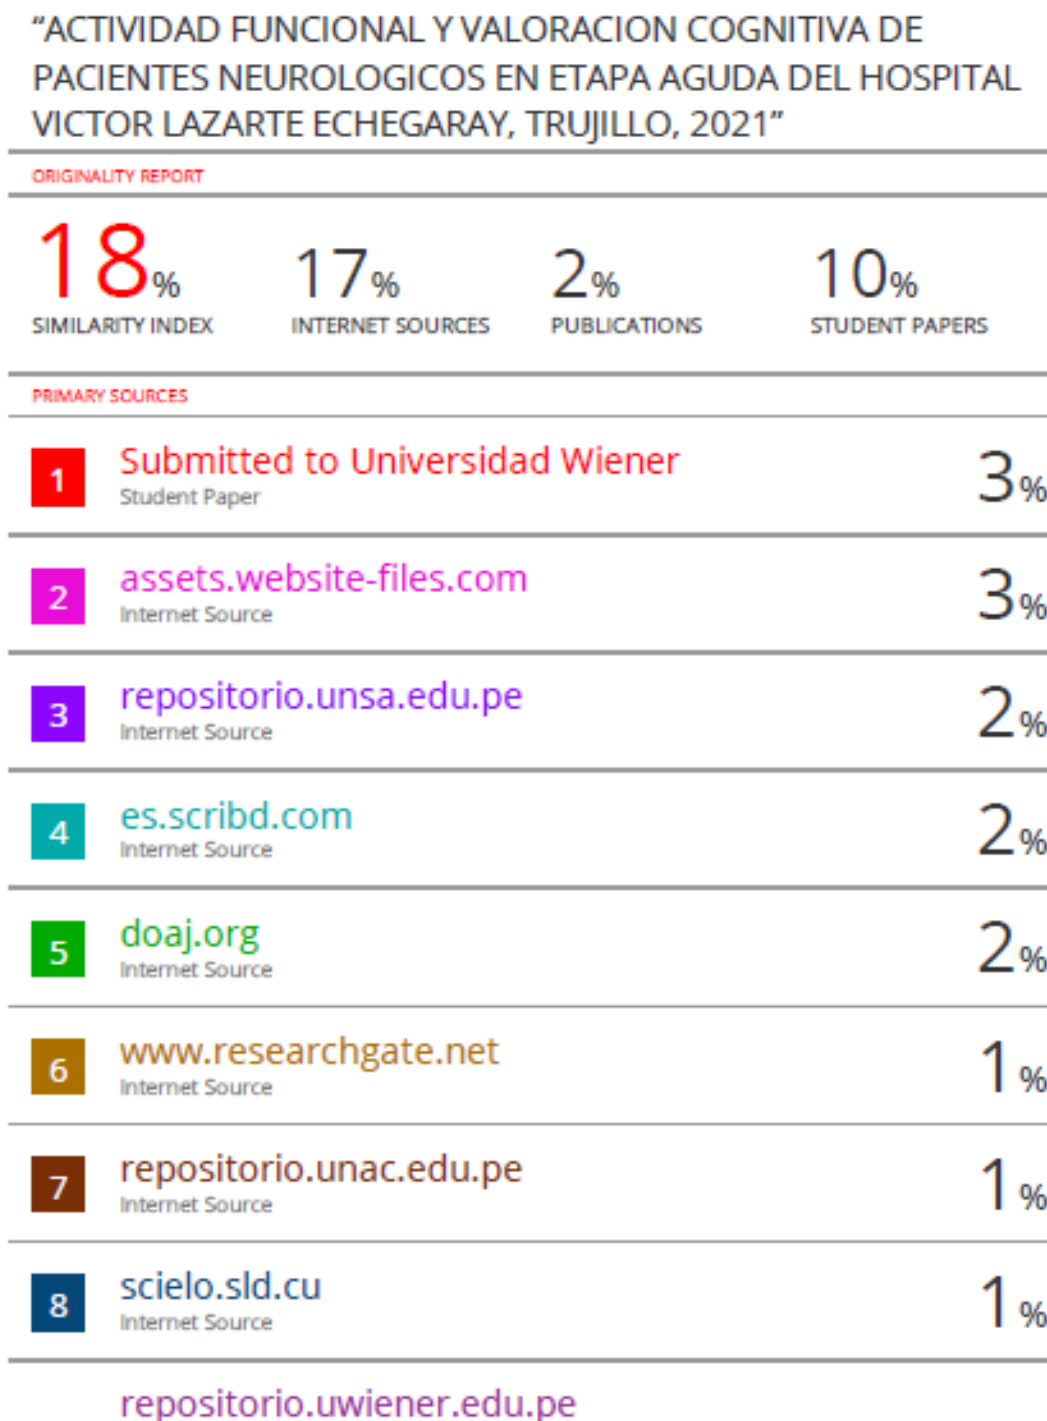 “ACTIVIDAD FUNCIONAL Y VALORACION COGNITIVA DE
PACIENTES NEUROLOGICOS EN ETAPA AGUDA DEL HOSPITAL
VICTOR LAZARTE ECHEGARAY, TRUJILLO, 2021”
ORIGINALITY REPORT
18% 17% 2% 10%
SIMILARITY INDEX INTERNET SOURCES PUBLICATIONS STUDENT PAPERS
PRIMARY SOURCES
1 Submitted to Universidad Wiener 3%
Student Paper
2 assets.website-files.com 3%
Internet Source
3 repositorio.unsa.edu.pe 2%
Internet Source
4 es.scribd.com 2%
Internet Source
5 doaj.org 2%
Internet Source
6 www.researchgate.net 1%
Internet Source
7 repositorio.unac.edu.pe 1%
Internet Source
8 scielo.sld.cu 1%
Internet Source
repositorio.uwiener.edu.pe